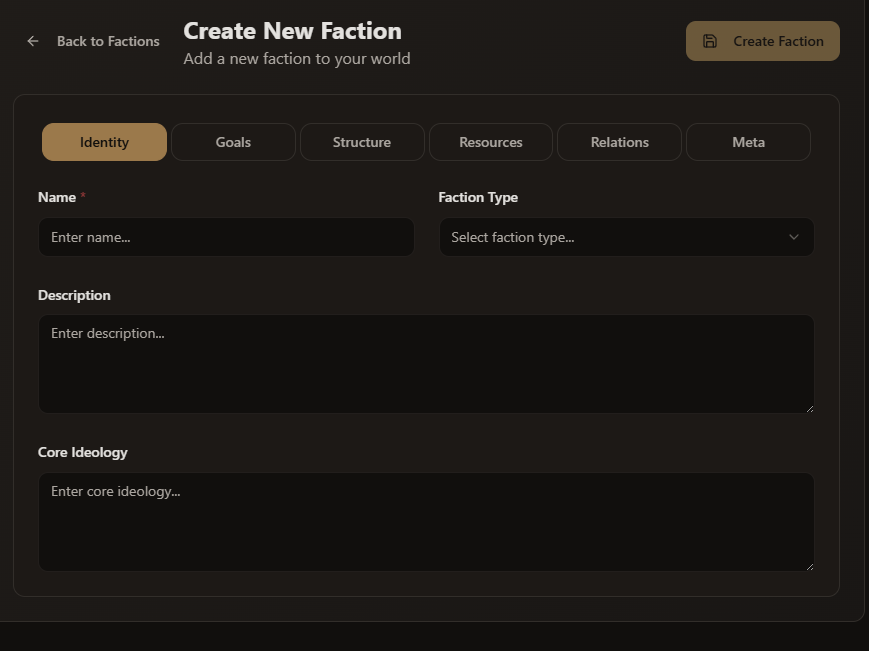 Back to Factions
Create New Faction
Add a new faction to your world
Create Faction
Identity
Goals
Structure
Resources
Relations
Meta
Name *
Faction Type
Enter name...
Select faction type...
Description
Enter description...
Core Ideology
Enter core ideology...